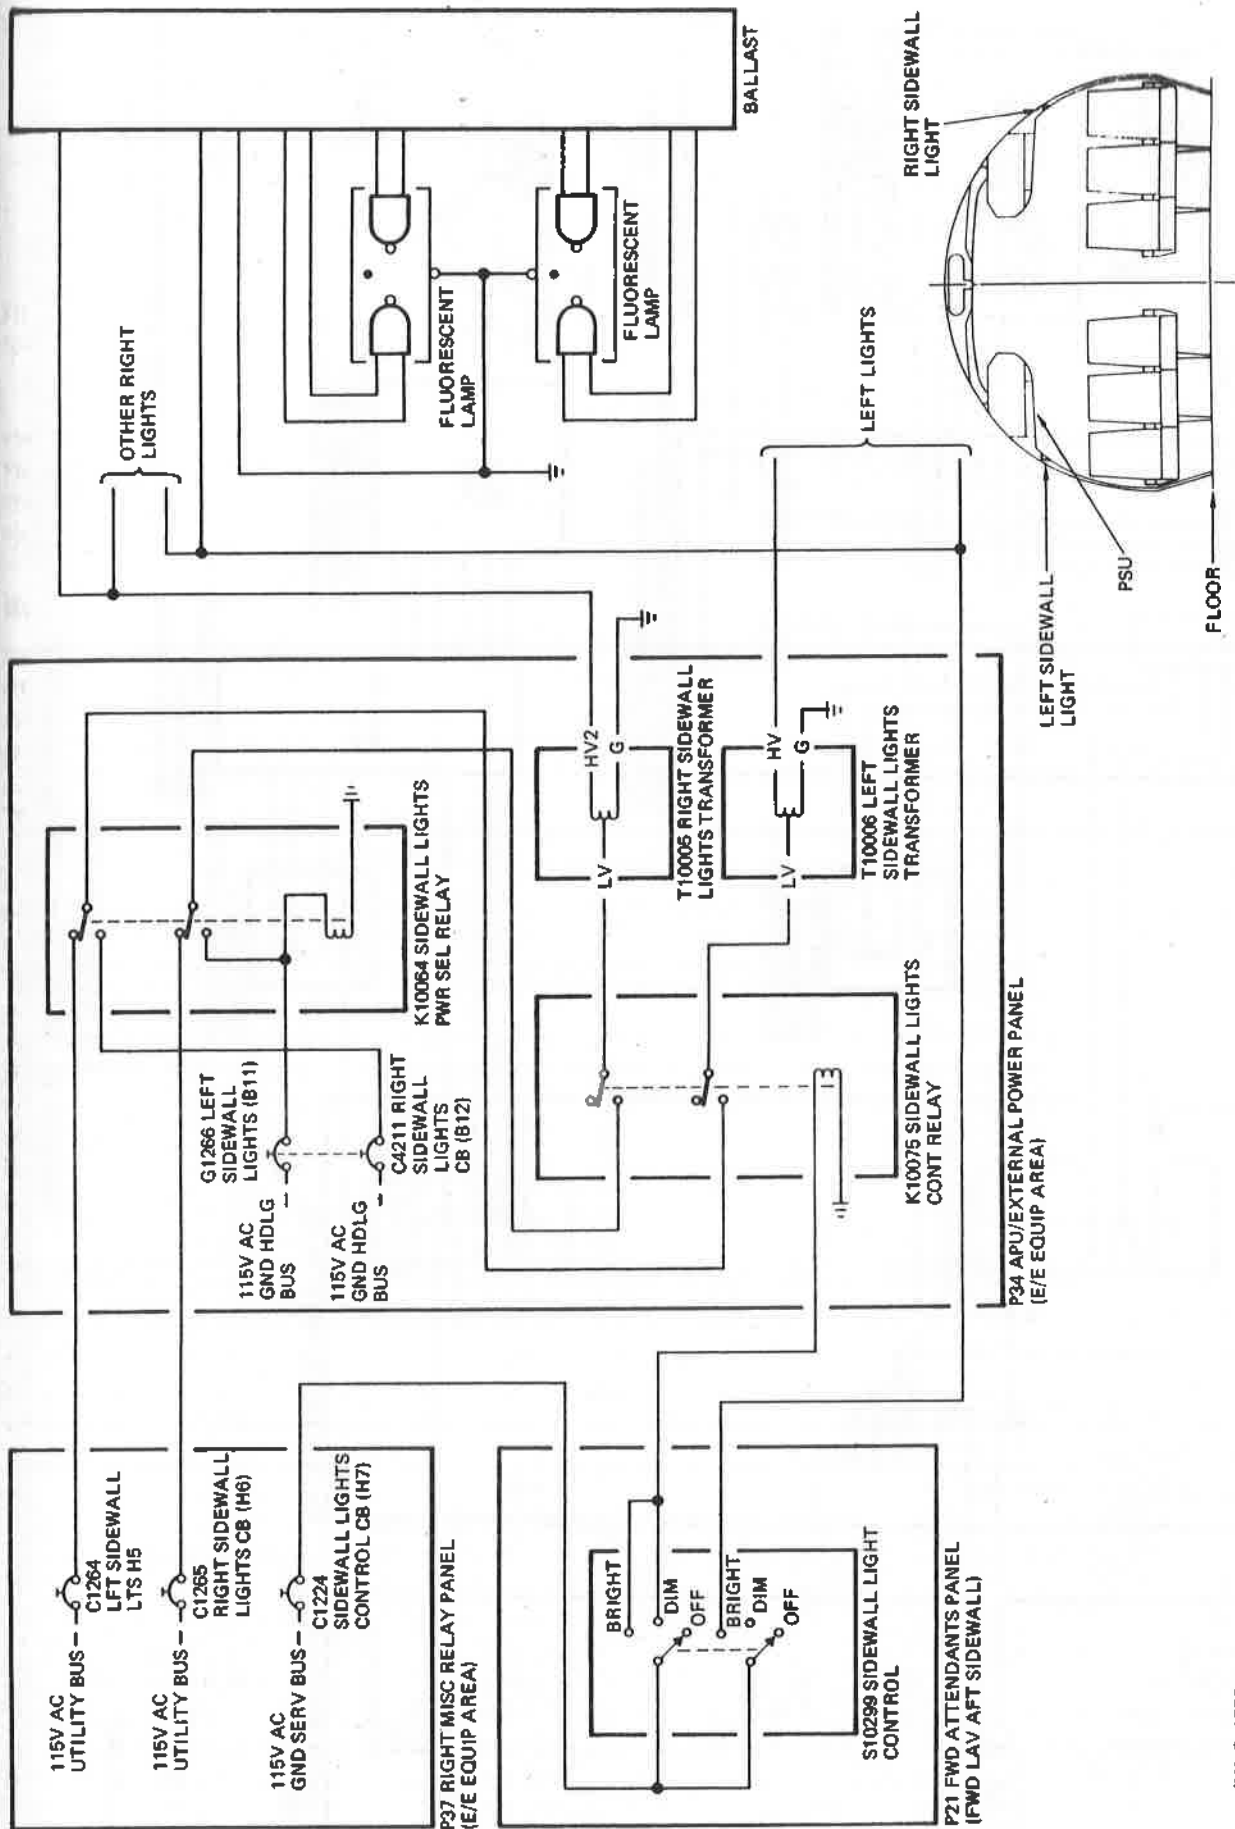 115V AC
UTILITY BUS
C1264
LFT SIDEWALL
LTS H5
115V AC
UTILITY BUS
C1265
RIGHT SIDEWALL
LIGHTS CB (H6)
115V AC
GND SERV BUS
C1224
SIDEWALL LIGHTS
CONTROL CB (H7)
P37 RIGHT MISC RELAY PANEL
(E/E EQUIP AREA)
BRIGHT
DIM
OFF
BRIGHT
DIM
OFF
S10299 SIDEWALL LIGHT
CONTROL
P21 FWD ATTENDANTS PANEL
(FWD LAV AFT SIDEWALL)
115V AC
GND HDLG
BUS
G1266 LEFT
SIDEWALL
LIGHTS (B11)
115V AC
GND HDLG
BUS
C4211 RIGHT
SIDEWALL
LIGHTS
CB (B12)
K10064 SIDEWALL LIGHTS
PWR SEL RELAY
K10075 SIDEWALL LIGHTS
CONT RELAY
LV
HV2
G
T10005 RIGHT SIDEWALL
LIGHTS TRANSFORMER
LV
HV
G
T10006 LEFT
SIDEWALL LIGHTS
TRANSFORMER
P34 APU/EXTERNAL POWER PANEL
(E/E EQUIP AREA)
OTHER RIGHT
LIGHTS
FLUORESCENT
LAMP
FLUORESCENT
LAMP
BALLAST
LEFT LIGHTS
RIGHT SIDEWALL
LIGHT
LEFT SIDEWALL
LIGHT
PSU
FLOOR